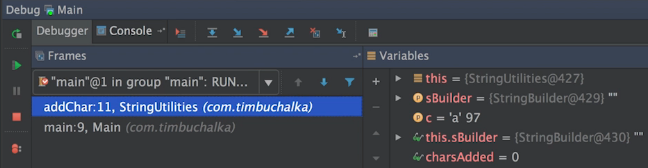 Debug Main
Debugger Console
Frames
Variables
"main"@1 in group "main": RUN...
addChar:11, StringUtilities (com.timbuchalka)
main:9, Main (com.timbuchalka)
this = {StringUtilities@427}
sBuilder = {StringBuilder@429} ""
c = 'a' 97
this.sBuilder = {StringBuilder@430} ""
charsAdded = 0